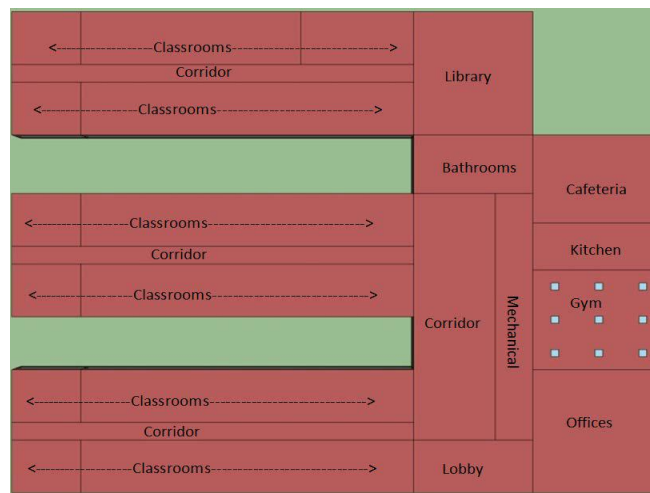 <--------------------Classrooms---------------------------->
Corridor
Library
<-----------------------Classrooms--------------------------------->
Bathrooms
Cafeteria
<---------------------Classrooms---------------------------->
Corridor
Kitchen
<---------------------Classrooms----------------------------->
Gym
Corridor
Mechanical
<---------------------Classrooms----------------------------->
Offices
Corridor
<---------------------Classrooms------------------------------>
Lobby